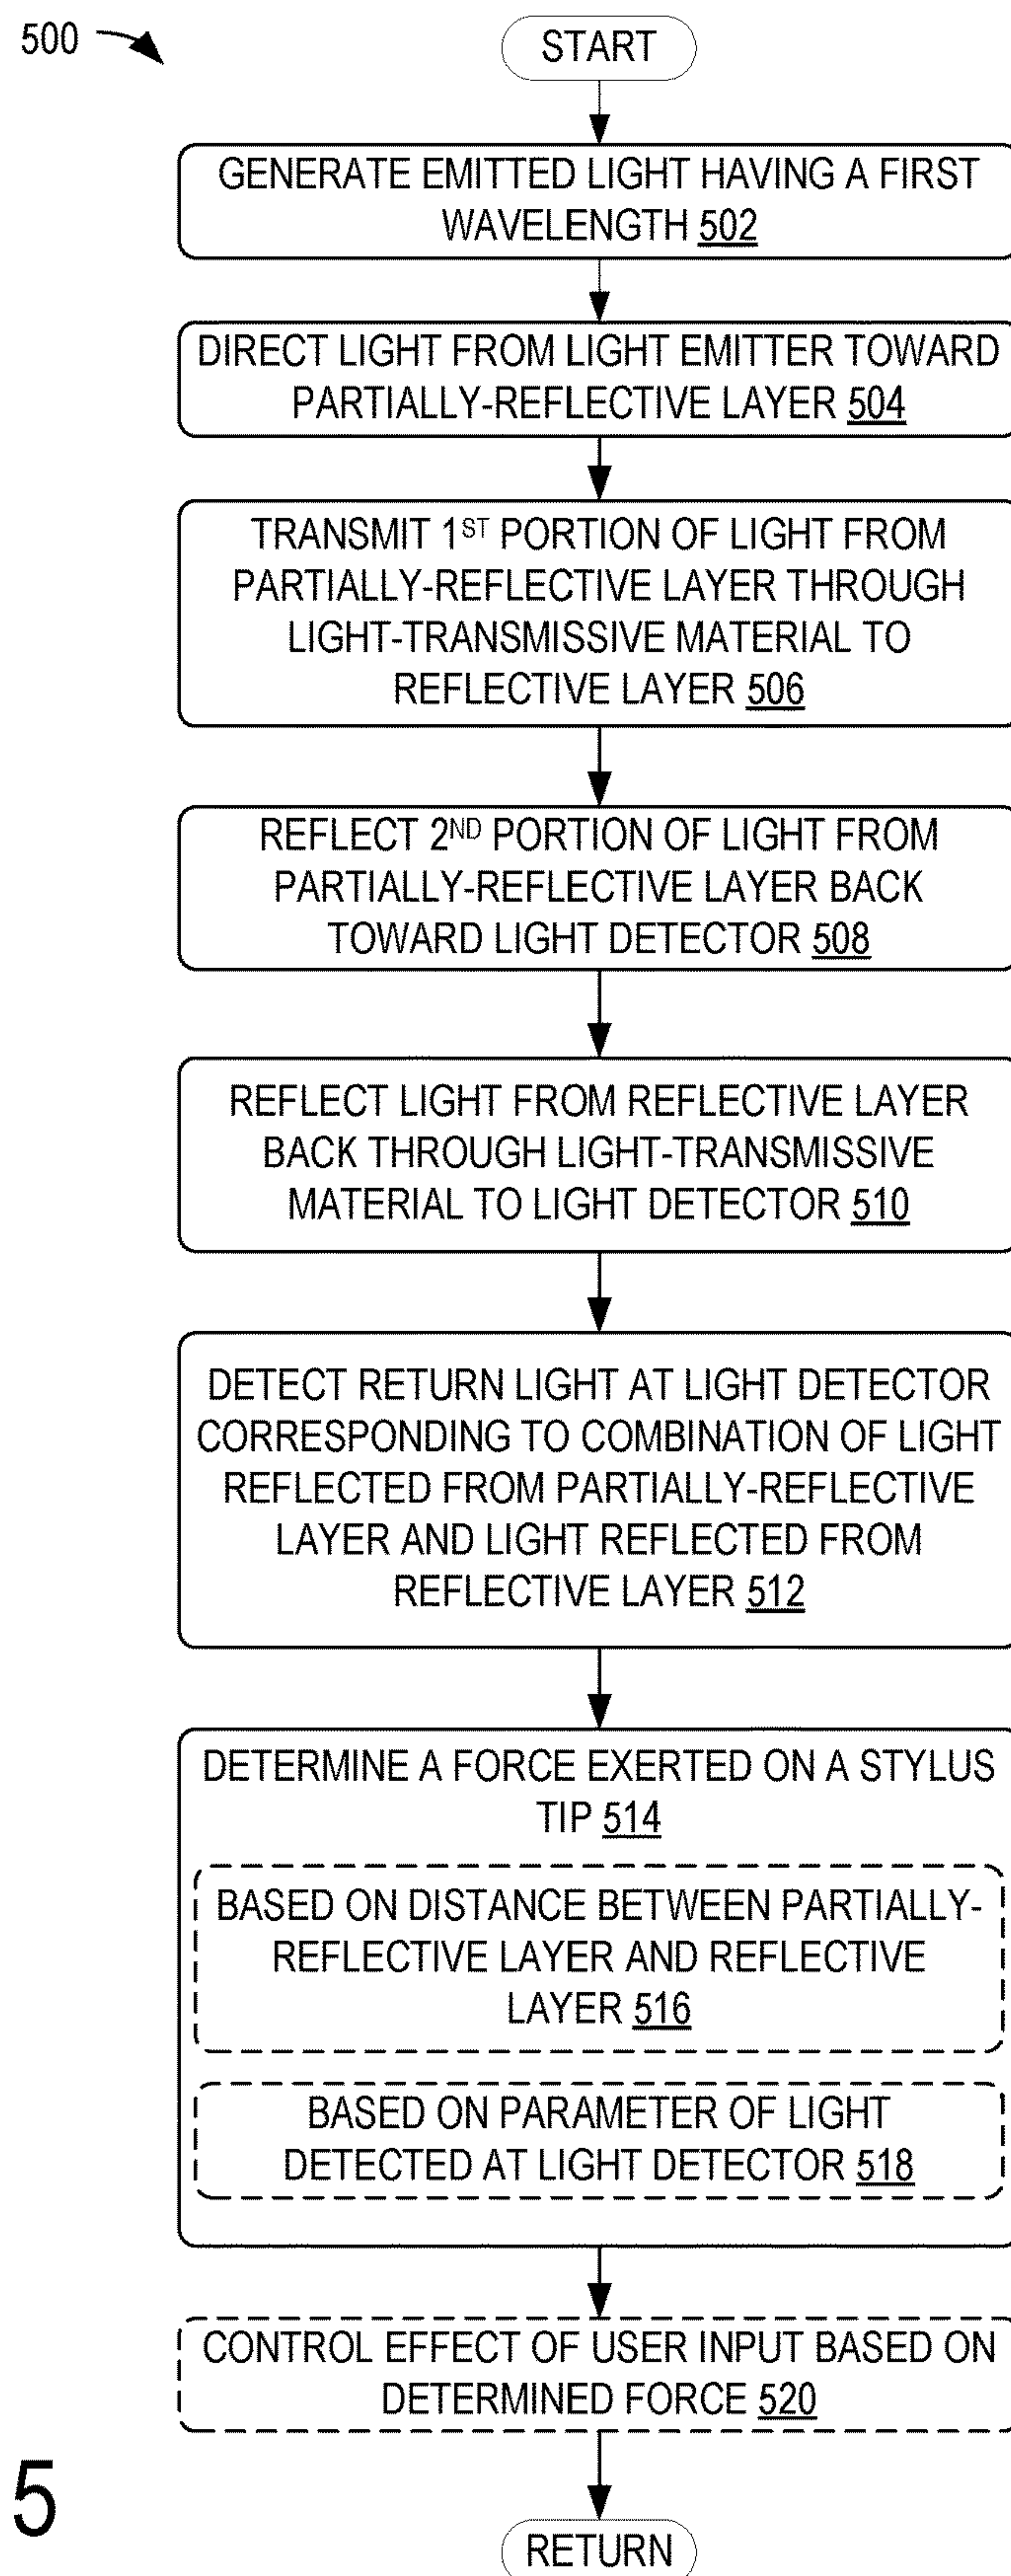 500
START
GENERATE EMITTED LIGHT HAVING A FIRST
WAVELENGTH 502
DIRECT LIGHT FROM LIGHT EMITTER TOWARD
PARTIALLY-REFLECTIVE LAYER 504
TRANSMIT 1ST PORTION OF LIGHT FROM
PARTIALLY-REFLECTIVE LAYER THROUGH
LIGHT-TRANSMISSIVE MATERIAL TO
REFLECTIVE LAYER 506
REFLECT 2ND PORTION OF LIGHT FROM
PARTIALLY-REFLECTIVE LAYER BACK
TOWARD LIGHT DETECTOR 508
REFLECT LIGHT FROM REFLECTIVE LAYER
BACK THROUGH LIGHT-TRANSMISSIVE
MATERIAL TO LIGHT DETECTOR 510
DETECT RETURN LIGHT AT LIGHT DETECTOR
CORRESPONDING TO COMBINATION OF LIGHT
REFLECTED FROM PARTIALLY-REFLECTIVE
LAYER AND LIGHT REFLECTED FROM
REFLECTIVE LAYER 512
DETERMINE A FORCE EXERTED ON A STYLUS
TIP 514
BASED ON DISTANCE BETWEEN PARTIALLY-
REFLECTIVE LAYER AND REFLECTIVE
LAYER 516
BASED ON PARAMETER OF LIGHT
DETECTED AT LIGHT DETECTOR 518
CONTROL EFFECT OF USER INPUT BASED ON
DETERMINED FORCE 520
5
RETURN